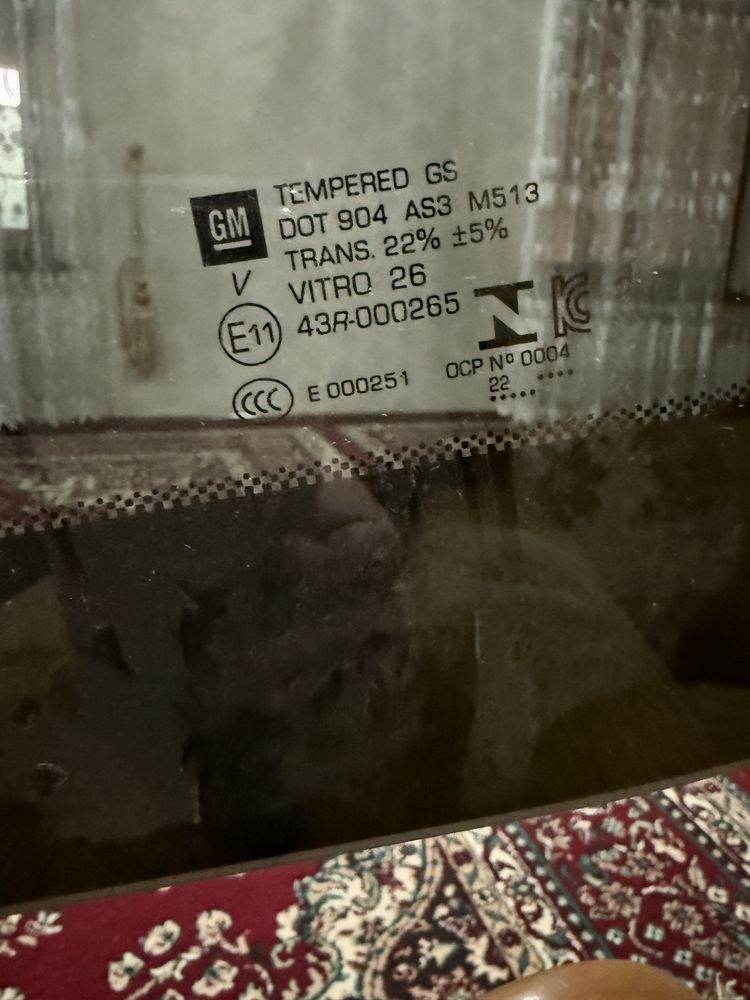 GM
TEMPERED GS
DOT 904 AS3 M513
TRANS. 22% ±5%
V
VITRO 26
E11
43R-000265
N
KC
CCC
E 000251
OCP Nº 0004
22